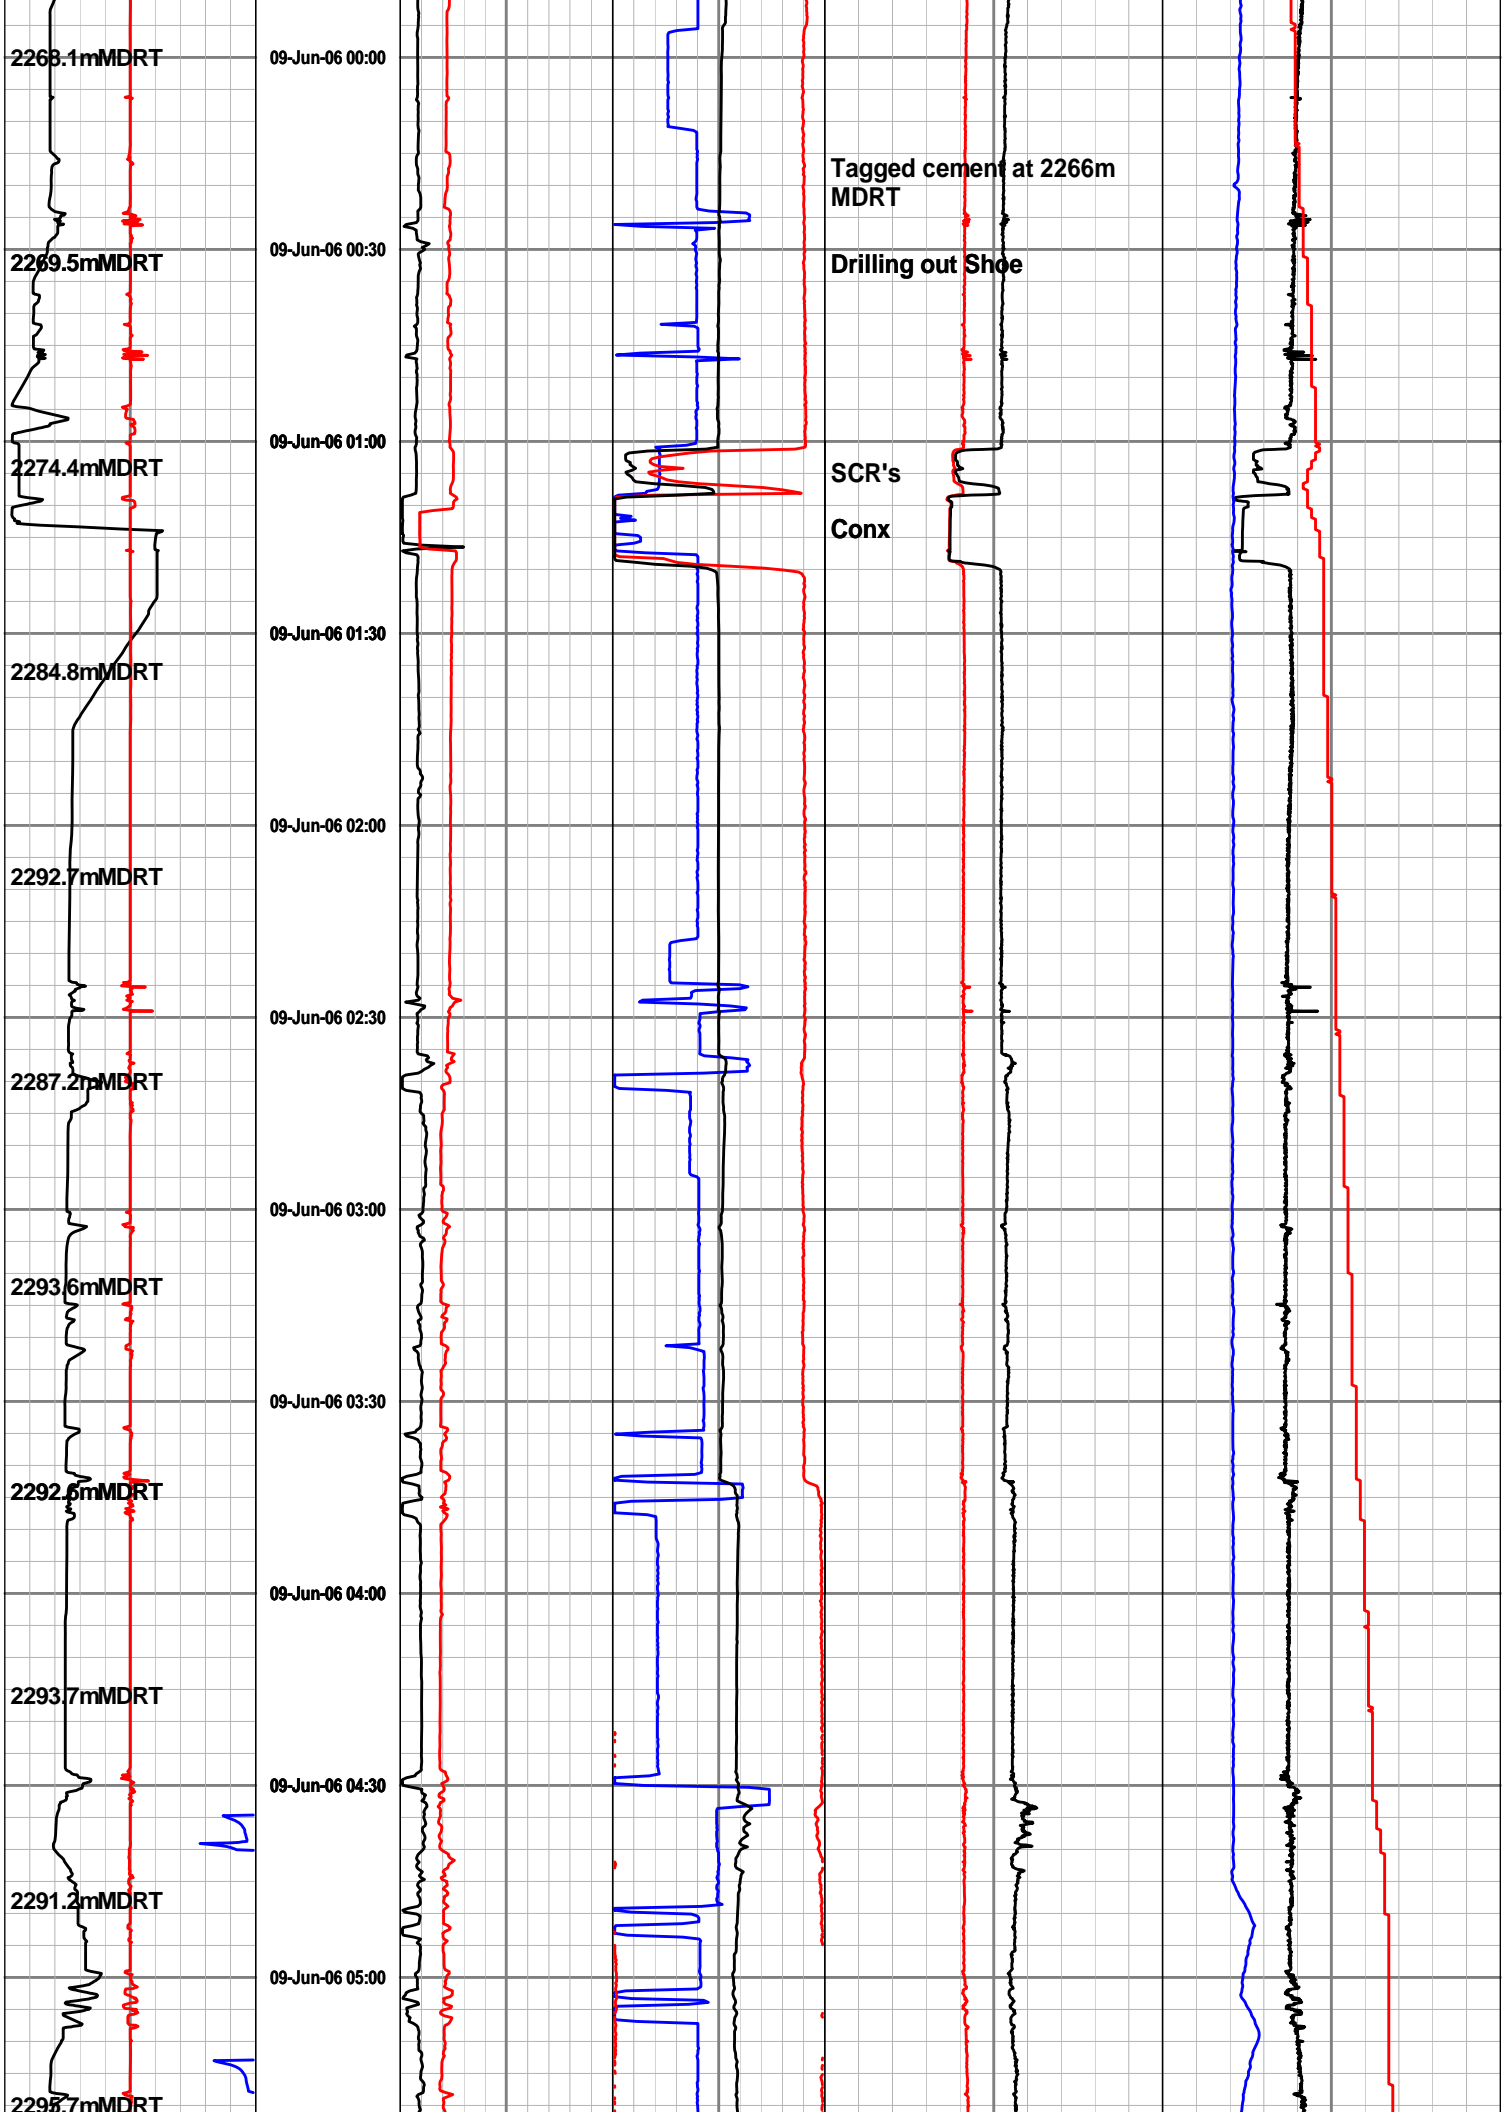 2268.1mMDRT
09-Jun-06 00:00
Tagged cement at 2266m
MDRT
09-Jun-06 00:30
2269.5mMDRT
Drilling out Shoe
09-Jun-06 01:00
2274.4mMDRT
SCR's
Conx
09-Jun-06 01:30
2284.8mMDRT
09-Jun-06 02:00
2292.7mMDRT
09-Jun-06 02:30
2287.2mMDRT
09-Jun-06 03:00
2293.6mMDRT
09-Jun-06 03:30
2292.6mMDRT
09-Jun-06 04:00
2293.7mMDRT
09-Jun-06 04:30
2291.2mMDRT
09-Jun-06 05:00
2295.7mMDRT